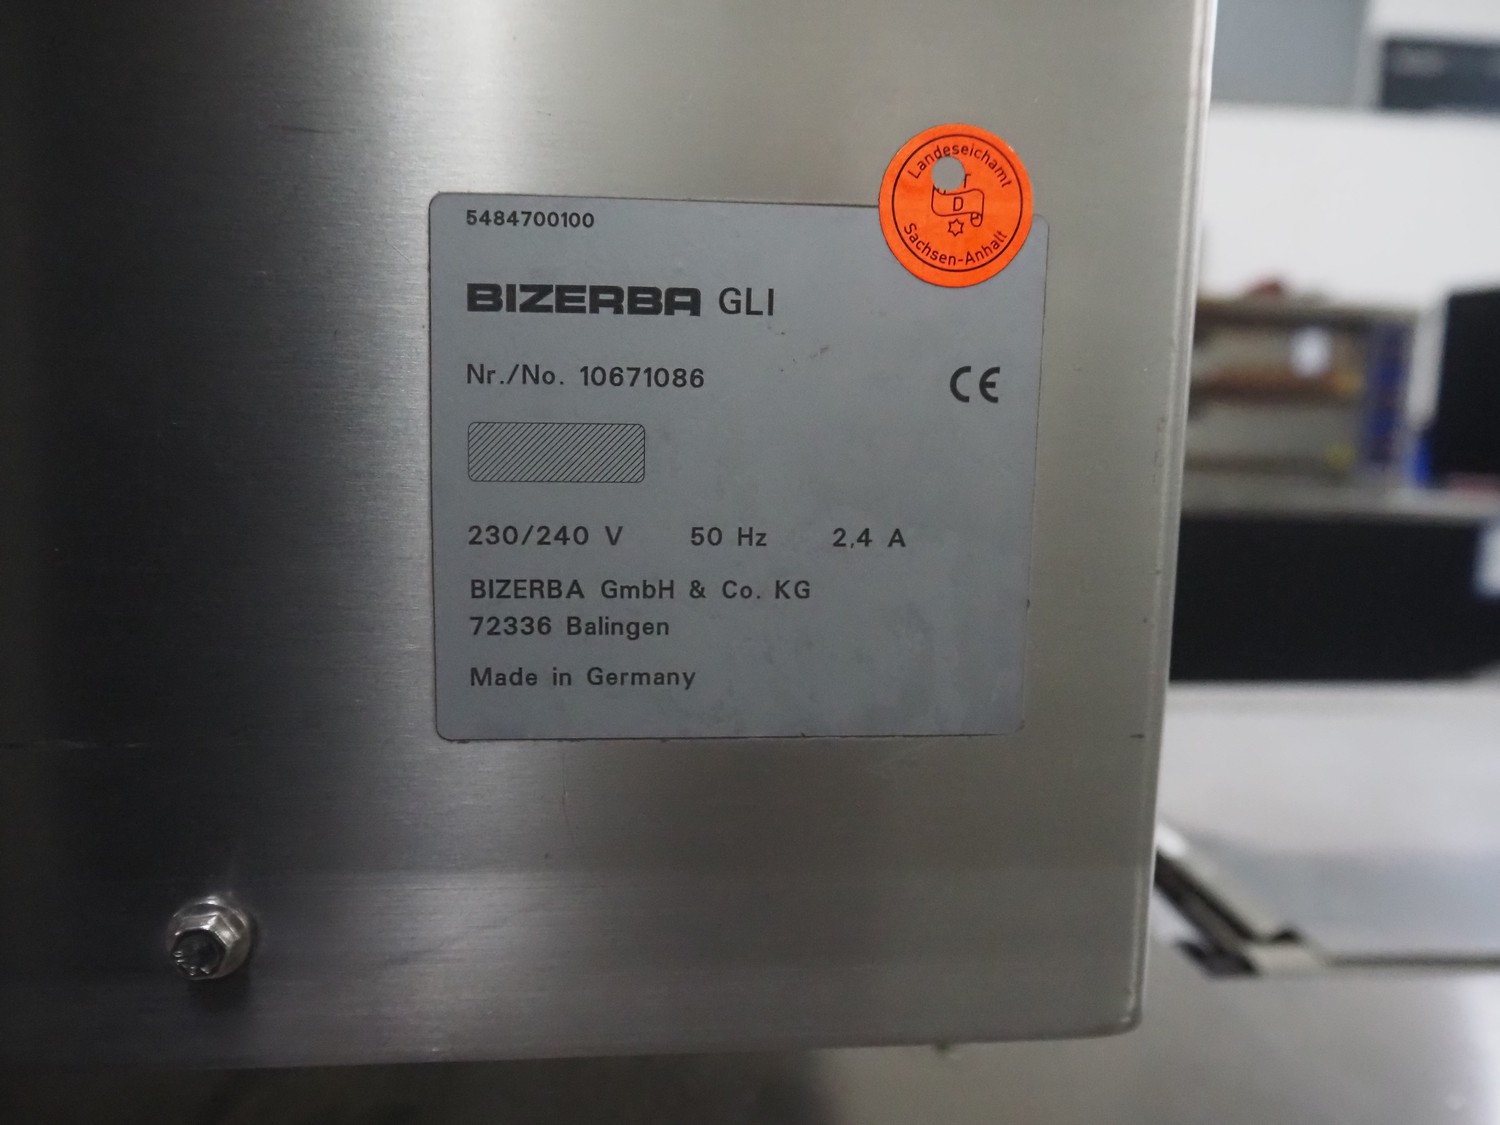 5484700100
Landeseichamt
D
Sachsen-Anhalt
BIZERBA GLI
Nr./No. 10671086
CE
230/240 V 50 Hz 2,4 A
BIZERBA GmbH & Co. KG
72336 Balingen
Made in Germany